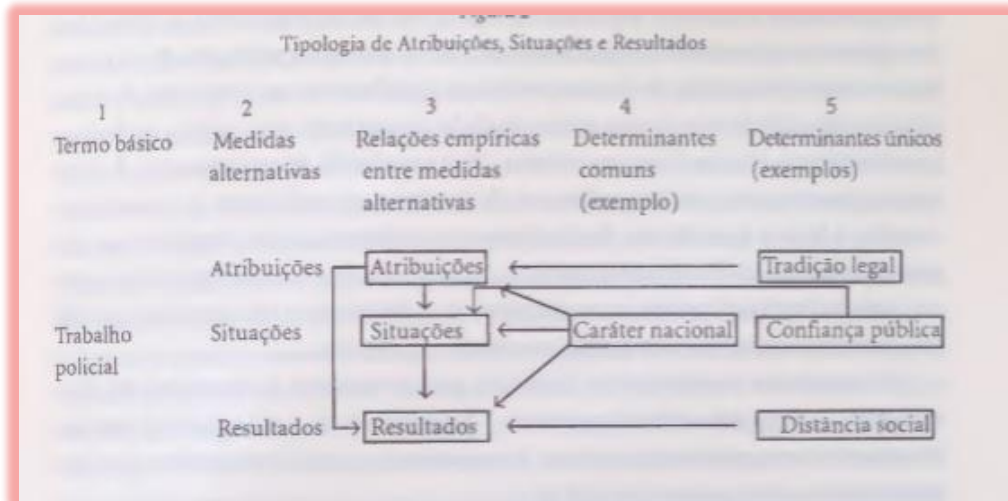 Tipologia de Atribuições, Situações e Resultados
1 2 3 4 5
Termo básico Medidas Relações empíricas Determinantes Determinantes únicos
alternativas entre medidas comuns (exemplos)
alternativas (exemplo)
Atribuições Atribuições Tradição legal
Trabalho Situações Situações Caráter nacional Confiança pública
policial
Resultados Resultados Distância social